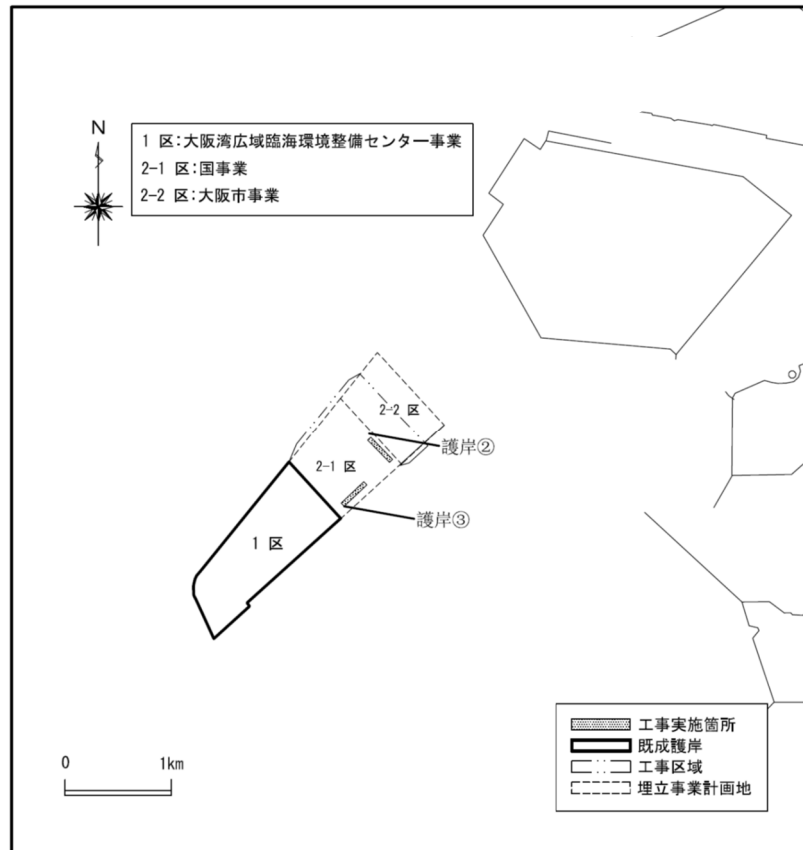 N
1 区:大阪湾広域臨海環境整備センター事業
2-1 区:国事業
2-2 区:大阪市事業
2-2 区
護岸②
2-1 区
護岸③
1 区
工事実施箇所
既成護岸
工事区域
埋立事業計画地
0 1km